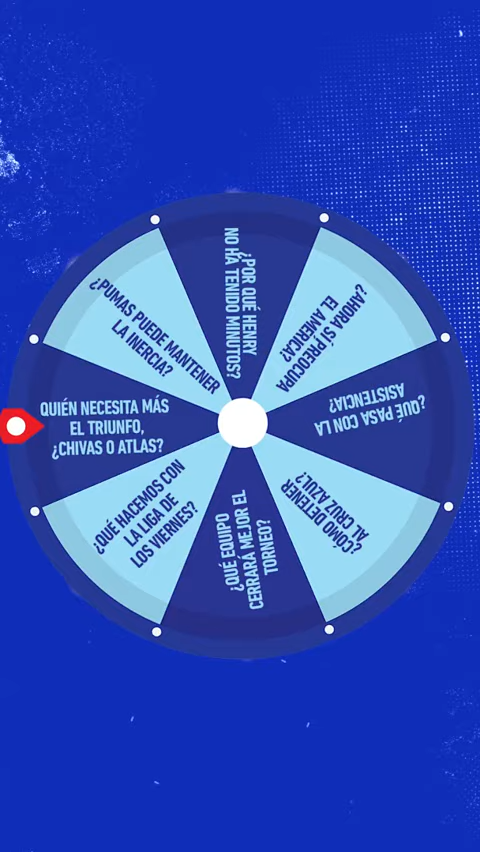 ¿POR QUÉ HENRY
NO HA TENIDO MINUTOS?
¿AHORA SÍ PREOCUPA
EL AMERICA?
¿QUÉ PASA CON LA
ASISTENCIA?
¿CÓMO DETENER
AL CRUZ AZUL?
¿QUÉ EQUIPO
CERRARÁ MEJOR EL
TORNEO?
¿QUÉ HACEMOS CON
LA LIGA DE
LOS VIERNES?
QUIÉN NECESITA MÁS
EL TRIUNFO,
¿CHIVAS O ATLAS?
¿PUMAS PUEDE MANTENER
LA INERCIA?